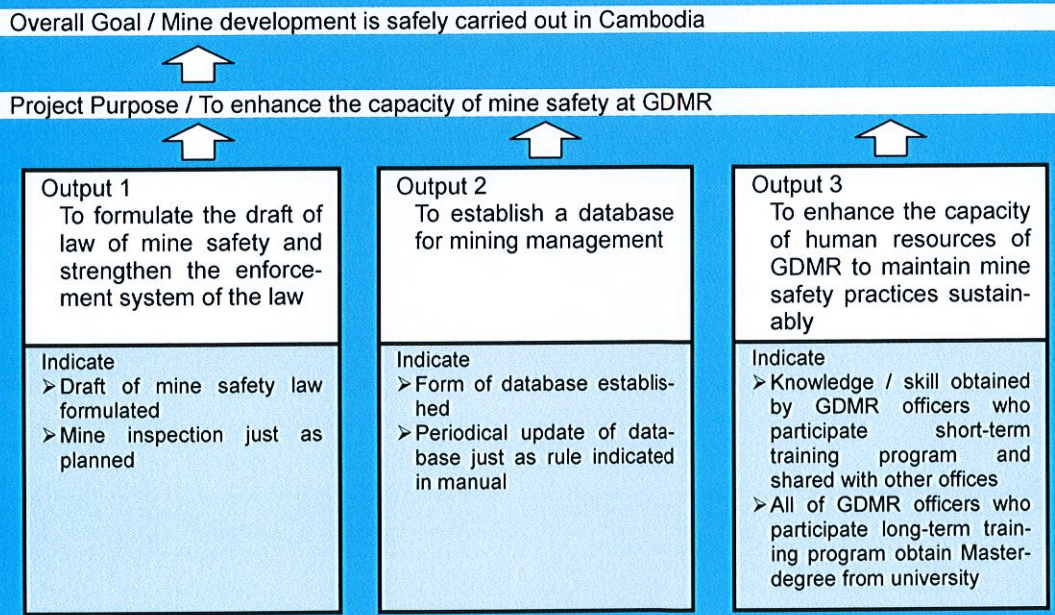 Overall Goal / Mine development is safely carried out in Cambodia
Project Purpose / To enhance the capacity of mine safety at GDMR
Output 1
To formulate the draft of
law of mine safety and
strengthen the enforce-
ment system of the law
Indicate
➢Draft of mine safety law
formulated
➢Mine inspection just as
planned
Output 2
To establish a database
for mining management
Indicate
➢Form of database establis-
hed
➢Periodical update of data-
base just as rule indicated
in manual
Output 3
To enhance the capacity
of human resources of
GDMR to maintain mine
safety practices sustain-
ably
Indicate
➢Knowledge / skill obtained
by GDMR officers who
participate short-term
training program and
shared with other offices
➢All of GDMR officers who
participate long-term train-
ing program obtain Master-
degree from university